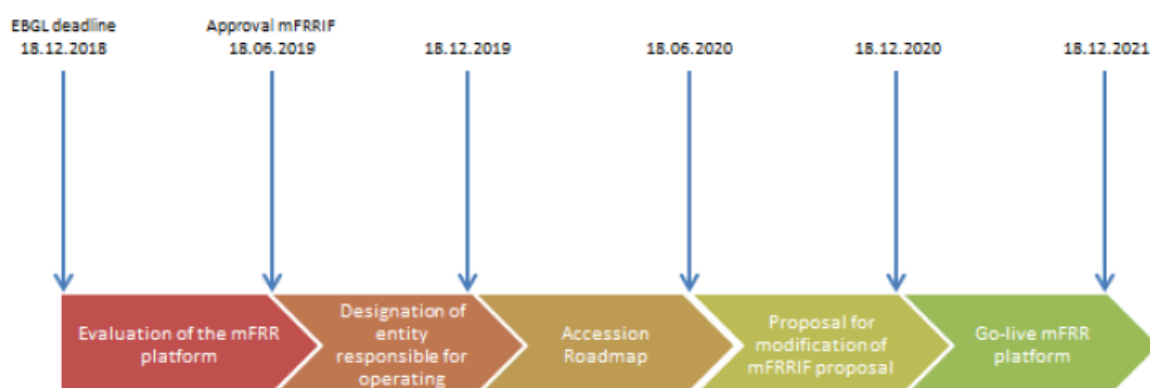 EBGL deadline
18.12.2018
Approval mFRRIF
18.06.2019
18.12.2019
18.06.2020
18.12.2020
18.12.2021
Evaluation of the mFRR
platform
Designation of
entity
responsible for
operating
Accession
Roadmap
Proposal for
modification of
mFRRIF proposal
Go-live mFRR
platform